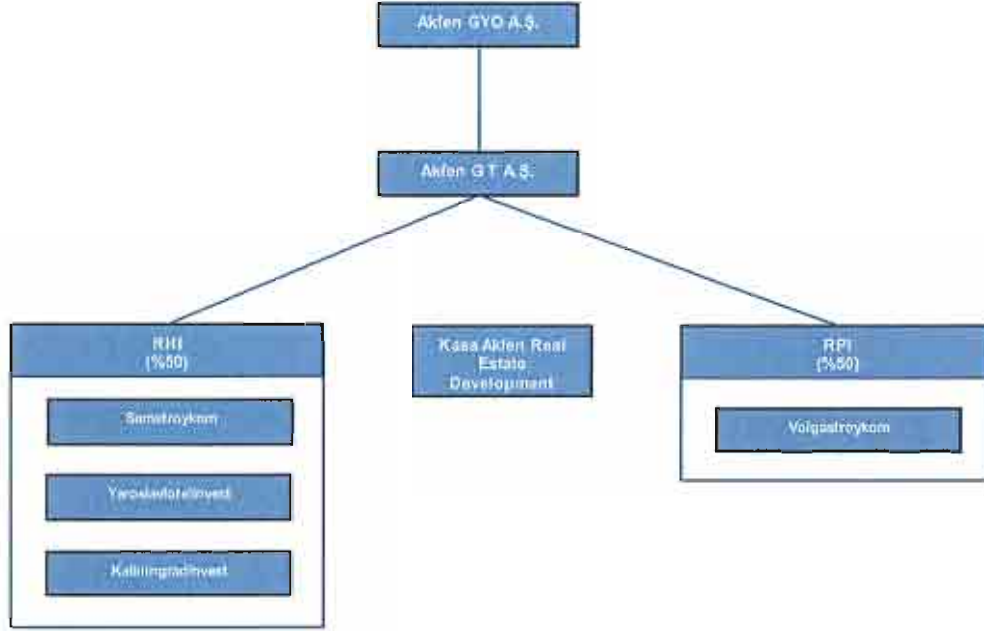 Akfen GYO A.Ş.
Akfen GT A.Ş.
RHI
(%50)
Samstroykom
Yaroslavlotelinvest
Kaliningradinvest
Kasa Akfen Real
Estate
Development
RPI
(%50)
Volgastroykom